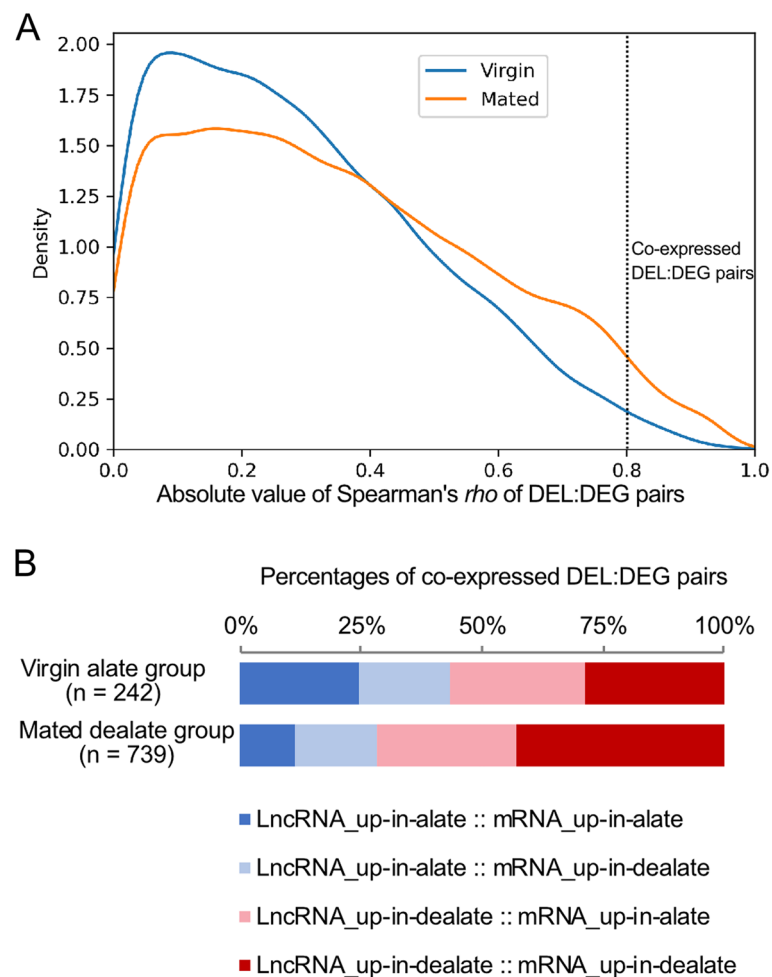 A
2.00
1.75
1.50
1.25
1.00
0.75
0.50
0.25
0.00
Density
Virgin
Mated
Co-expressed
DEL:DEG pairs
0.0 0.2 0.4 0.6 0.8 1.0
Absolute value of Spearman's rho of DEL:DEG pairs
B
Percentages of co-expressed DEL:DEG pairs
0% 25% 50% 75% 100%
Virgin alate group
(n = 242)
Mated dealate group
(n = 739)
LncRNA_up-in-alate :: mRNA_up-in-alate
LncRNA_up-in-alate :: mRNA_up-in-dealate
LncRNA_up-in-dealate :: mRNA_up-in-alate
LncRNA_up-in-dealate :: mRNA_up-in-dealate